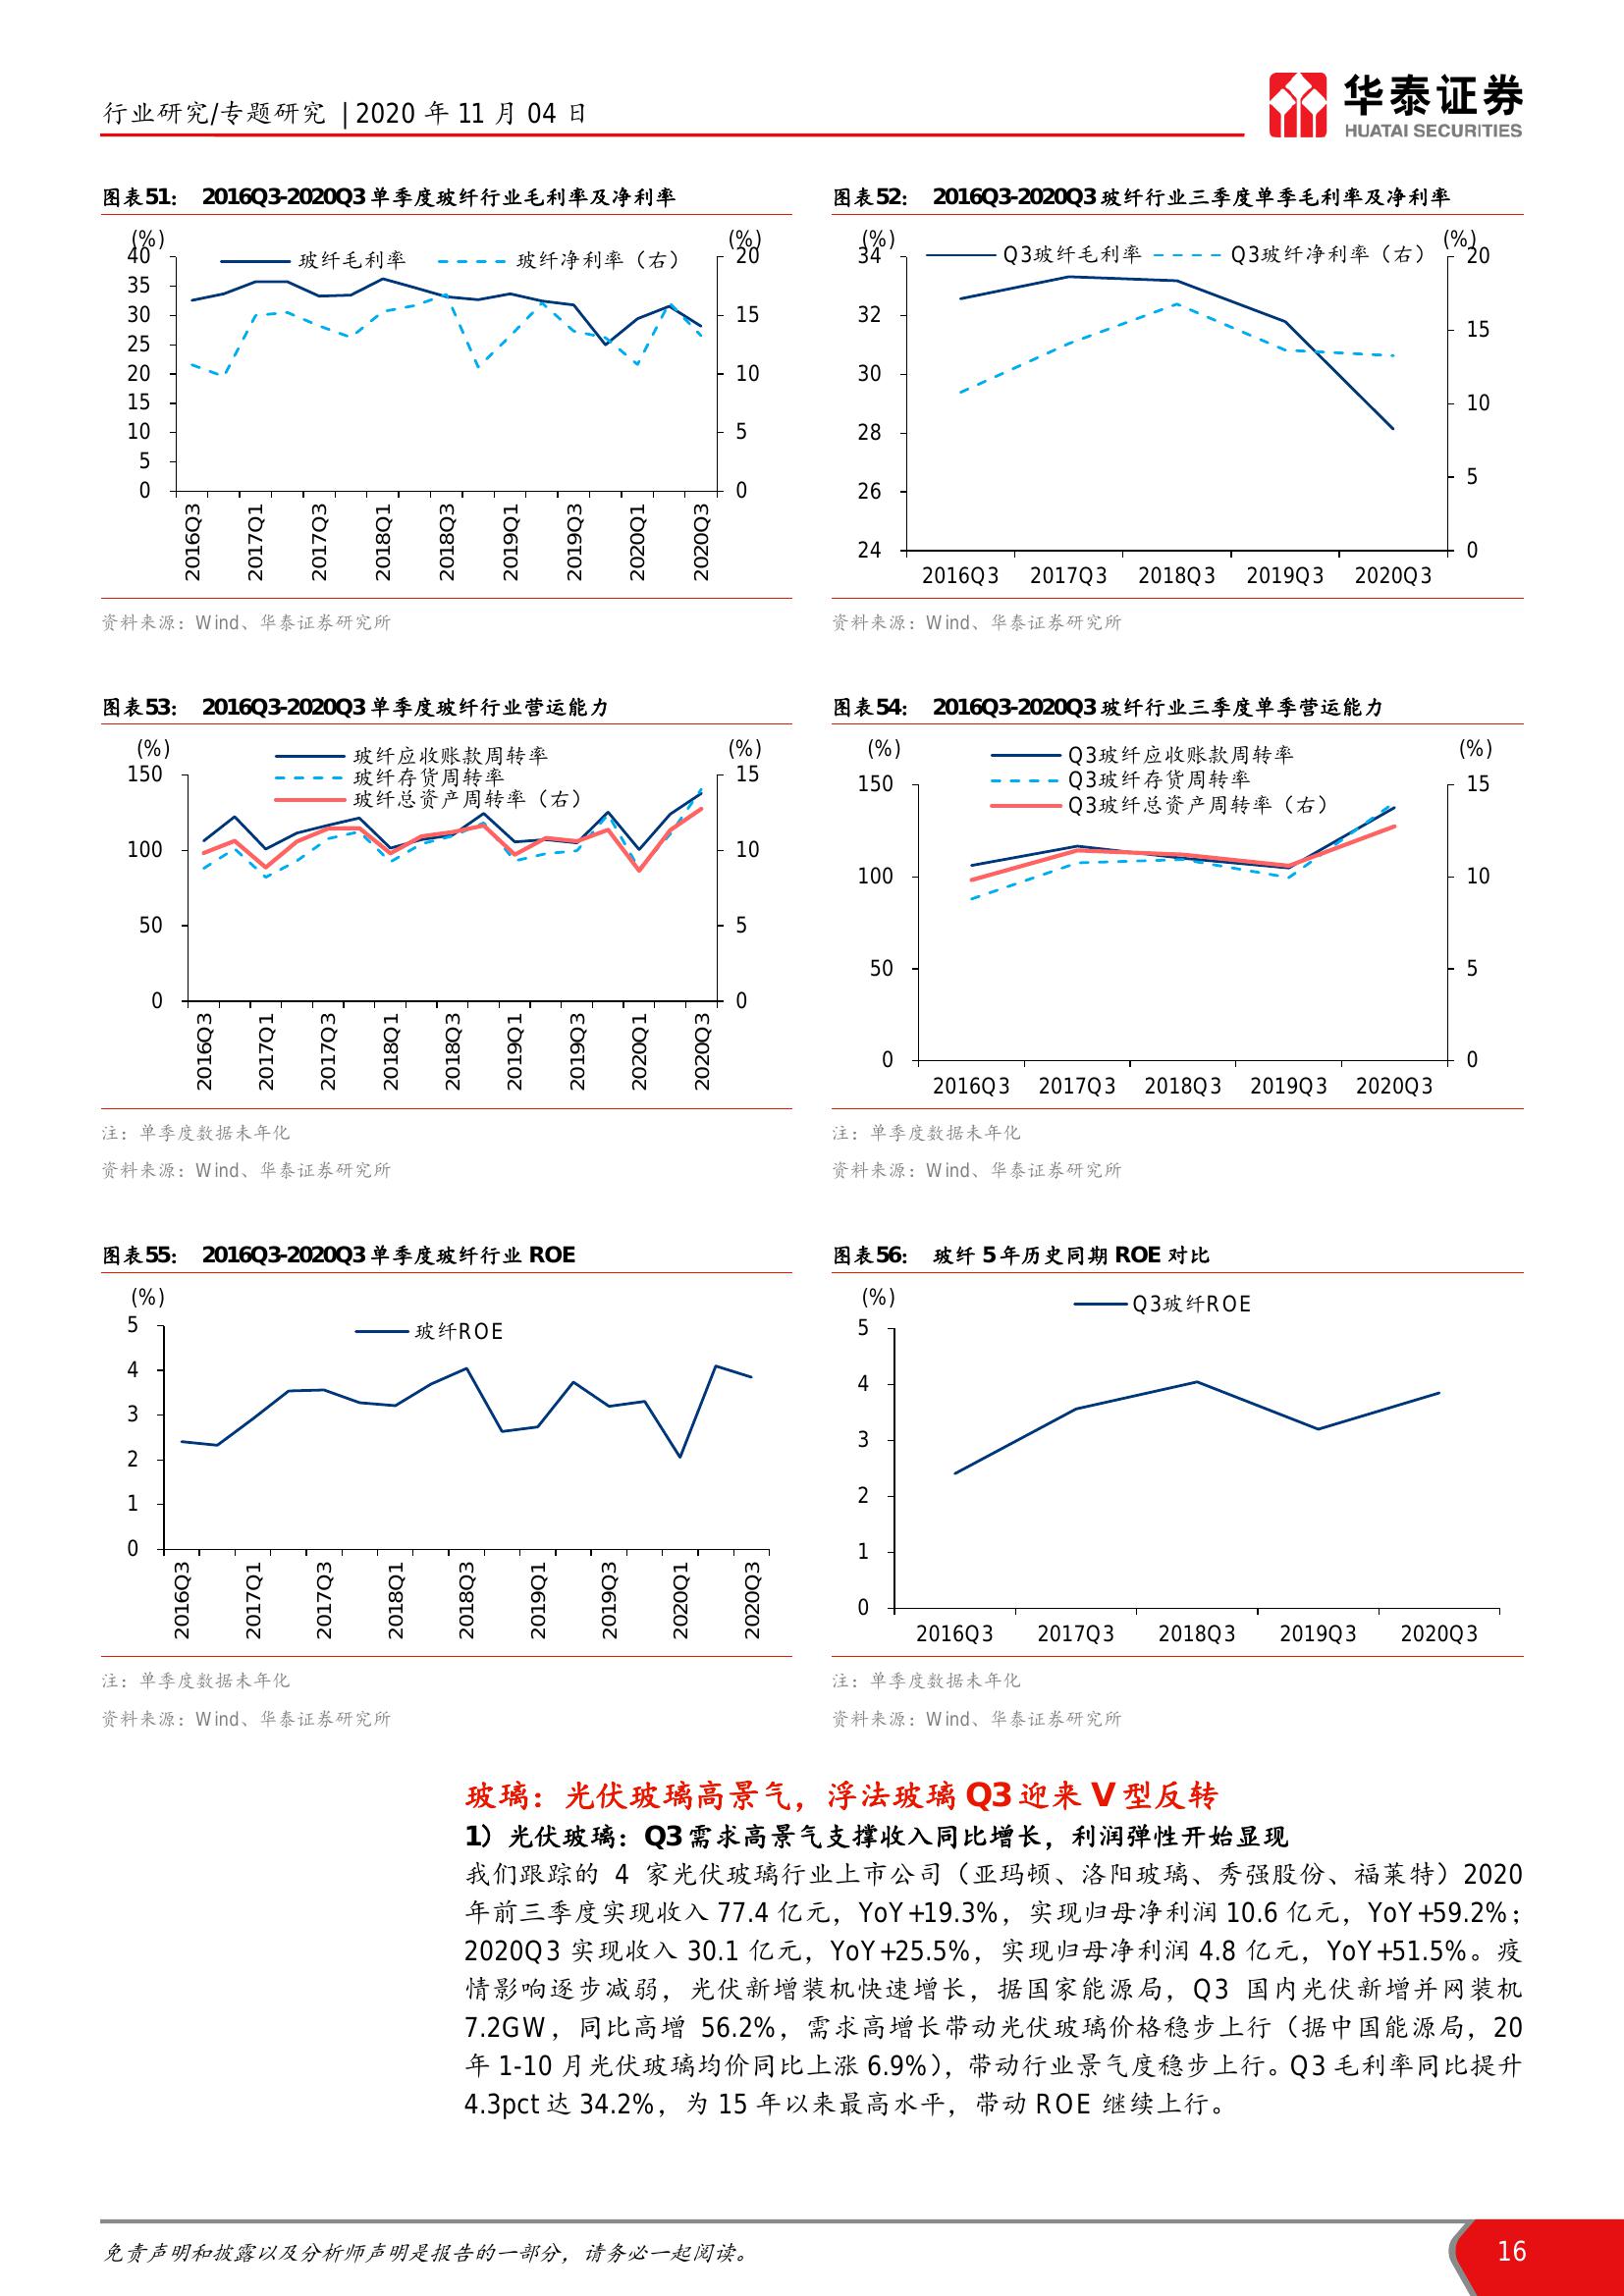 行业研究/专题研究 | 2020 年 11 月 04 日
华泰证券
HUATAI SECURITIES
图表51： 2016Q3-2020Q3 单季度玻纤行业毛利率及净利率
(%)
(%)
玻纤毛利率
玻纤净利率（右）
40
35
30
25
20
15
10
5
0
20
15
10
5
0
2016Q3
2017Q1
2017Q3
2018Q1
2018Q3
2019Q1
2019Q3
2020Q1
2020Q3
资料来源：Wind、华泰证券研究所
图表52： 2016Q3-2020Q3 玻纤行业三季度单季毛利率及净利率
(%)
(%)
Q3玻纤毛利率
Q3玻纤净利率（右）
34
32
30
28
26
24
20
15
10
5
0
2016Q3
2017Q3
2018Q3
2019Q3
2020Q3
资料来源：Wind、华泰证券研究所
图表53： 2016Q3-2020Q3 单季度玻纤行业营运能力
(%)
(%)
玻纤应收账款周转率
玻纤存货周转率
玻纤总资产周转率（右）
150
100
50
0
15
10
5
0
2016Q3
2017Q1
2017Q3
2018Q1
2018Q3
2019Q1
2019Q3
2020Q1
2020Q3
注：单季度数据未年化
资料来源：Wind、华泰证券研究所
图表54： 2016Q3-2020Q3 玻纤行业三季度单季营运能力
(%)
(%)
Q3玻纤应收账款周转率
Q3玻纤存货周转率
Q3玻纤总资产周转率（右）
150
100
50
0
15
10
5
0
2016Q3
2017Q3
2018Q3
2019Q3
2020Q3
注：单季度数据未年化
资料来源：Wind、华泰证券研究所
图表55： 2016Q3-2020Q3 单季度玻纤行业 ROE
(%)
玻纤ROE
5
4
3
2
1
0
2016Q3
2017Q1
2017Q3
2018Q1
2018Q3
2019Q1
2019Q3
2020Q1
2020Q3
注：单季度数据未年化
资料来源：Wind、华泰证券研究所
图表56： 玻纤 5 年历史同期 ROE 对比
(%)
Q3玻纤ROE
5
4
3
2
1
0
2016Q3
2017Q3
2018Q3
2019Q3
2020Q3
注：单季度数据未年化
资料来源：Wind、华泰证券研究所
玻璃：光伏玻璃高景气，浮法玻璃 Q3 迎来 V 型反转
1）光伏玻璃：Q3 需求高景气支撑收入同比增长，利润弹性开始显现
我们跟踪的 4 家光伏玻璃行业上市公司（亚玛顿、洛阳玻璃、秀强股份、福莱特）2020
年前三季度实现收入 77.4 亿元，YoY+19.3%，实现归母净利润 10.6 亿元，YoY+59.2%；
2020Q3 实现收入 30.1 亿元，YoY+25.5%，实现归母净利润 4.8 亿元，YoY+51.5%。疫
情影响逐步减弱，光伏新增装机快速增长，据国家能源局，Q3 国内光伏新增并网装机
7.2GW，同比高增 56.2%，需求高增长带动光伏玻璃价格稳步上行（据中国能源局，20
年 1-10 月光伏玻璃均价同比上涨 6.9%），带动行业景气度稳步上行。Q3 毛利率同比提升
4.3pct 达 34.2%，为 15 年以来最高水平，带动 ROE 继续上行。
免责声明和披露以及分析师声明是报告的一部分，请务必一起阅读。
16